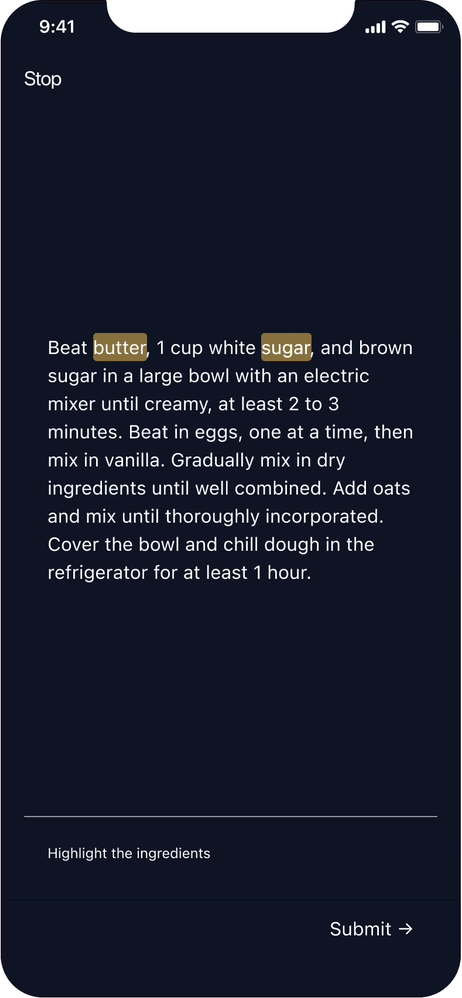 9:41
Stop
Beat butter, 1 cup white sugar, and brown
sugar in a large bowl with an electric
mixer until creamy, at least 2 to 3
minutes. Beat in eggs, one at a time, then
mix in vanilla. Gradually mix in dry
ingredients until well combined. Add oats
and mix until thoroughly incorporated.
Cover the bowl and chill dough in the
refrigerator for at least 1 hour.
Highlight the ingredients
Submit →